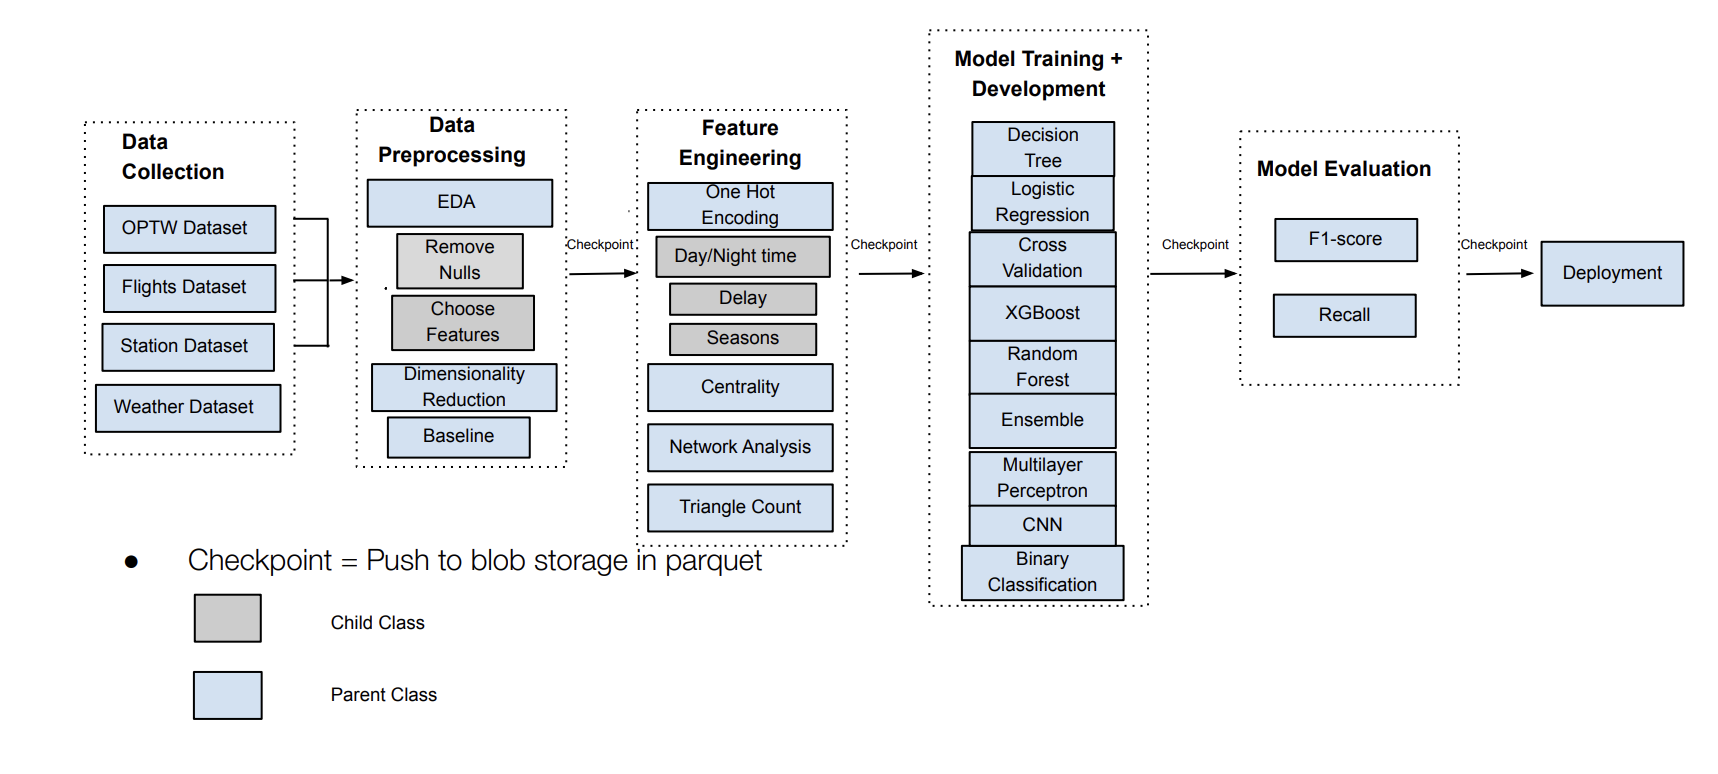 Data
Collection
OPTW Dataset
Flights Dataset
Station Dataset
Weather Dataset
Data
Preprocessing
EDA
Remove
Nulls
Choose
Features
Dimensionality
Reduction
Baseline
Checkpoint
Feature
Engineering
One Hot
Encoding
Day/Night time
Delay
Seasons
Centrality
Network Analysis
Triangle Count
Checkpoint
Model Training +
Development
Decision
Tree
Logistic
Regression
Cross
Validation
XGBoost
Random
Forest
Ensemble
Multilayer
Perceptron
CNN
Binary
Classification
Checkpoint
Model Evaluation
F1-score
Recall
Checkpoint
Deployment
● Checkpoint = Push to blob storage in parquet
Child Class
Parent Class